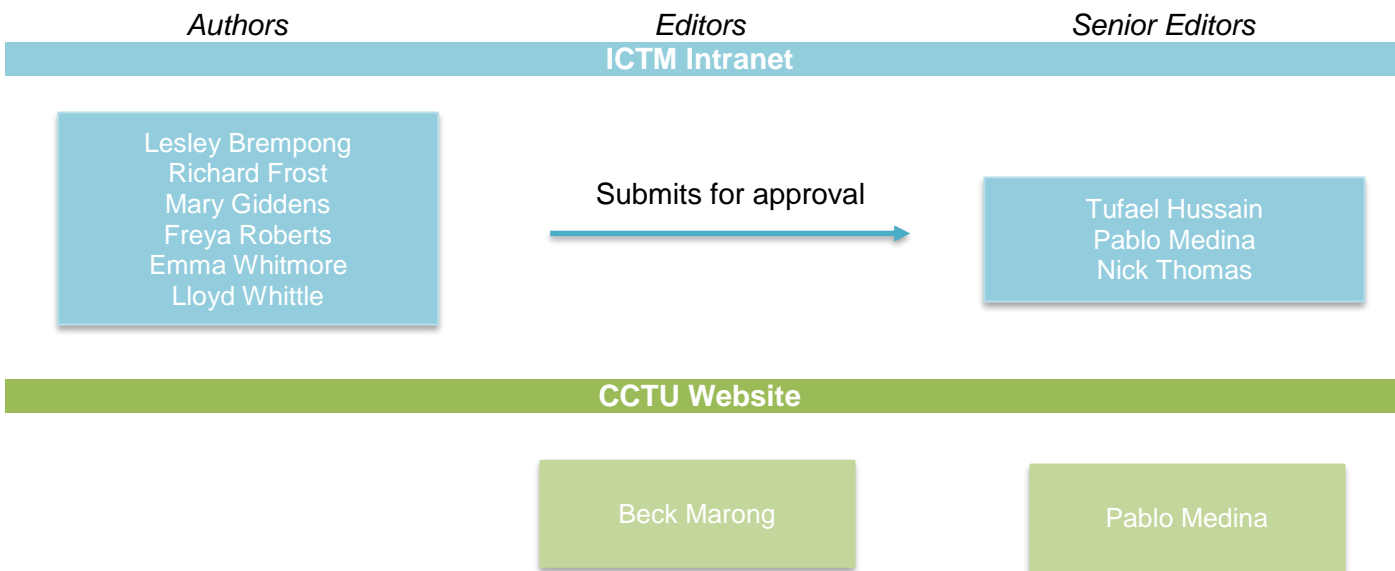 Authors
Editors
Senior Editors
ICTM Intranet
Lesley Brempong
Richard Frost
Mary Giddens
Freya Roberts
Emma Whitmore
Lloyd Whittle
Submits for approval
Tufael Hussain
Pablo Medina
Nick Thomas
CCTU Website
Beck Marong
Pablo Medina